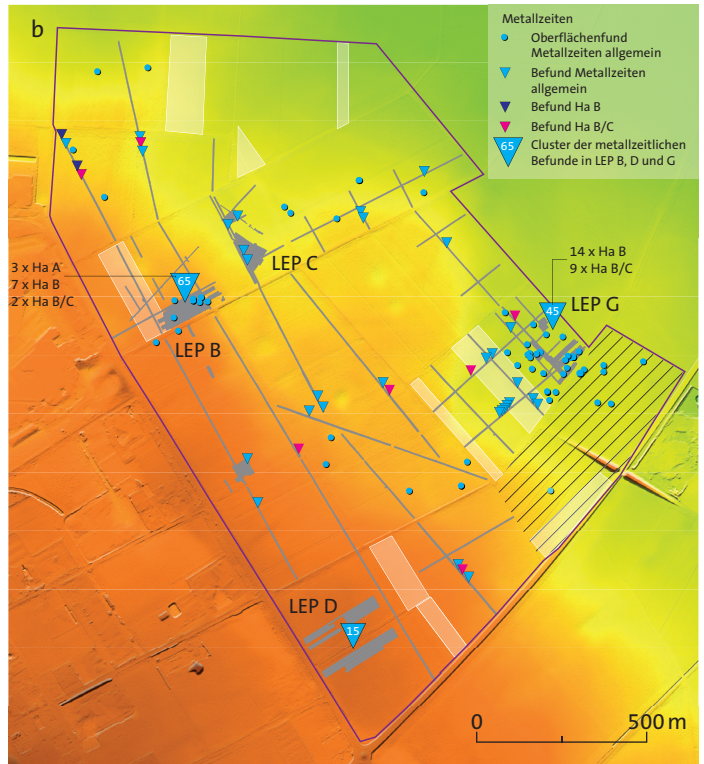 b
Metallzeiten
Oberflächenfund
Metallzeiten allgemein
Befund Metallzeiten
allgemein
Befund Ha B
Befund Ha B/C
65 Cluster der metallzeitlichen
Befunde in LEP B, D und G
LEP C
3 x Ha A
7 x Ha B
2 x Ha B/C
65
LEP B
14 x Ha B
9 x Ha B/C
LEP G
45
LEP D
15
0 500 m